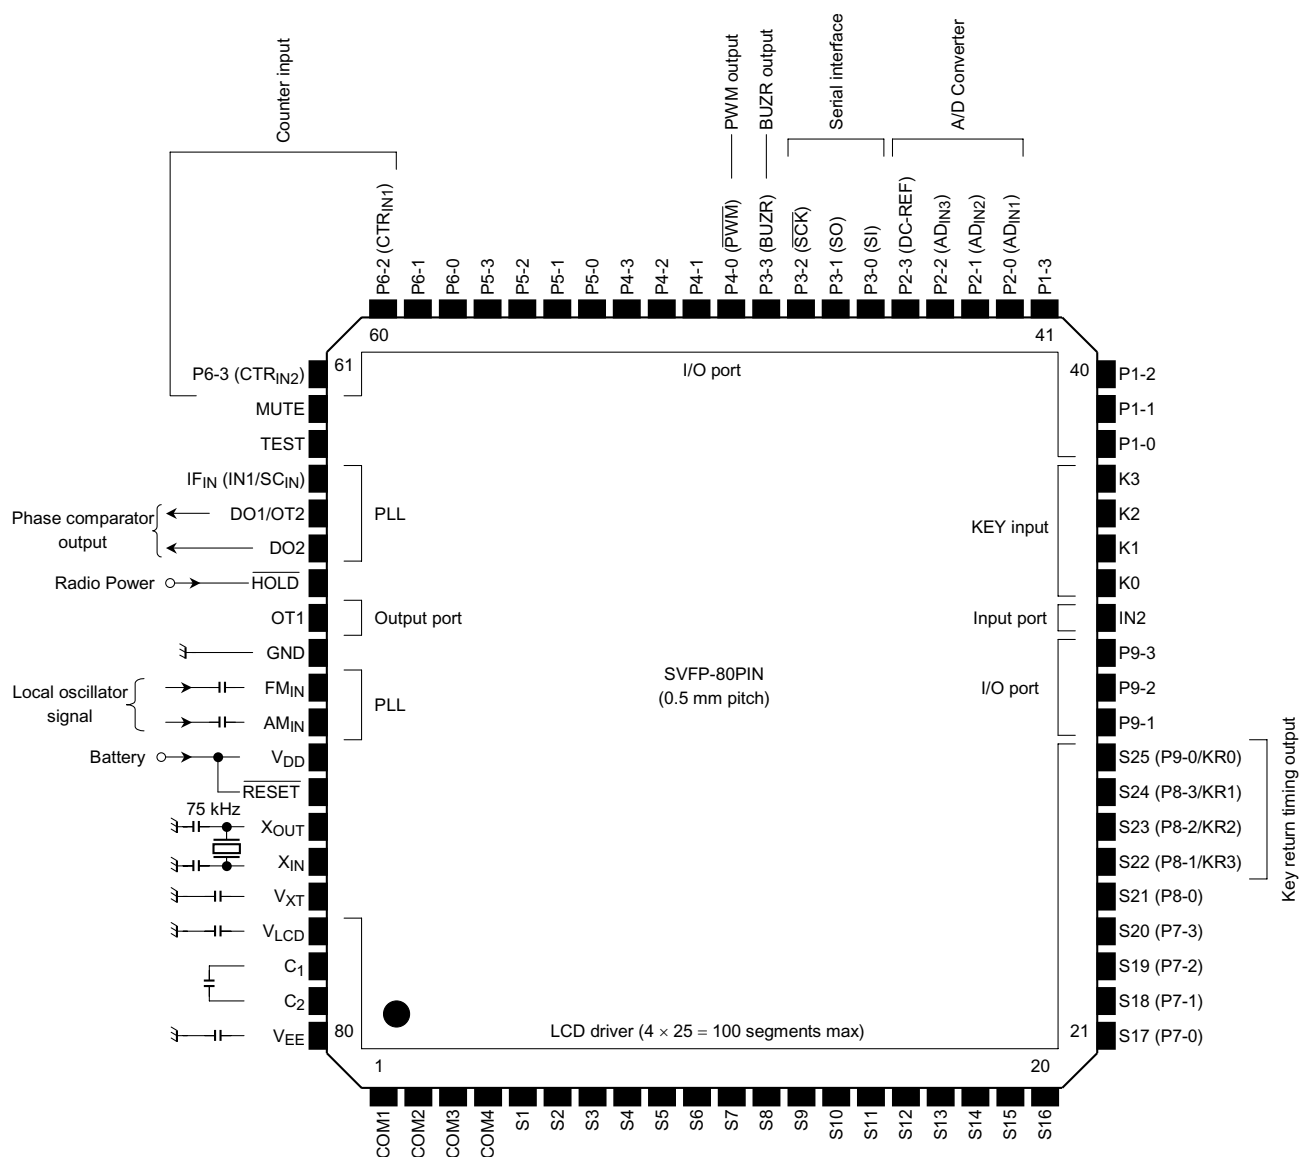 Counter input
PWM output
BUZR output
Serial interface
A/D Converter
P6-2 (CTRIN1)
P6-1
P6-0
P5-3
P5-2
P5-1
P5-0
P4-3
P4-2
P4-1
P4-0 (PWM)
P3-3 (BUZR)
P3-2 (SCK)
P3-1 (SO)
P3-0 (SI)
P2-3 (DC-REF)
P2-2 (ADIN3)
P2-1 (ADIN2)
P2-0 (ADIN1)
P1-3
60
41
61
40
I/O port
P6-3 (CTRIN2)
MUTE
TEST
IFIN (IN1/SCIN)
DO1/OT2
DO2
Phase comparator
output
PLL
Radio Power
HOLD
OT1
Output port
GND
Local oscillator
signal
FMIN
AMIN
PLL
Battery
VDD
RESET
75 kHz
XOUT
XIN
VXT
VLCD
C1
C2
VEE
80
SVFP-80PIN
(0.5 mm pitch)
P1-2
P1-1
P1-0
K3
K2
K1
K0
KEY input
IN2
Input port
P9-3
P9-2
P9-1
I/O port
S25 (P9-0/KR0)
S24 (P8-3/KR1)
S23 (P8-2/KR2)
S22 (P8-1/KR3)
Key return timing output
S21 (P8-0)
S20 (P7-3)
S19 (P7-2)
S18 (P7-1)
S17 (P7-0)
LCD driver (4 × 25 = 100 segments max)
21
1
20
COM1
COM2
COM3
COM4
S1
S2
S3
S4
S5
S6
S7
S8
S9
S10
S11
S12
S13
S14
S15
S16